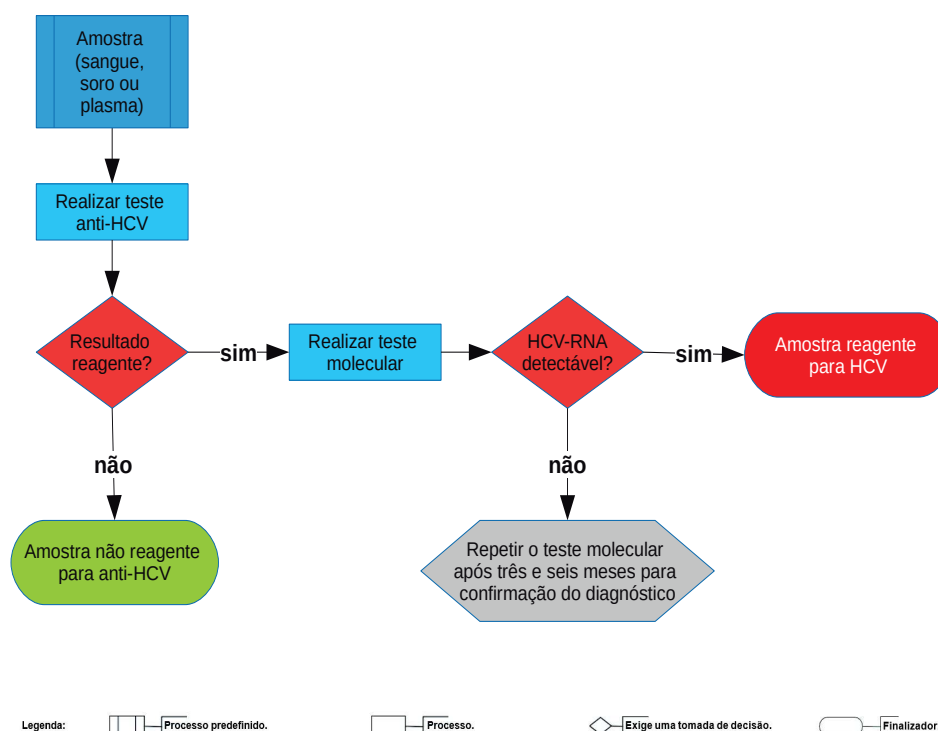 Amostra
(sangue,
soro ou
plasma)
Realizar teste
anti-HCV
Resultado
reagente?
sim
Realizar teste
molecular
HCV-RNA
detectável?
sim
Amostra reagente
para HCV
não
não
Amostra não reagente
para anti-HCV
Repetir o teste molecular
após três e seis meses para
confirmação do diagnóstico
Legenda:
Processo predefinido.
Processo.
Exige uma tomada de decisão.
Finalizador